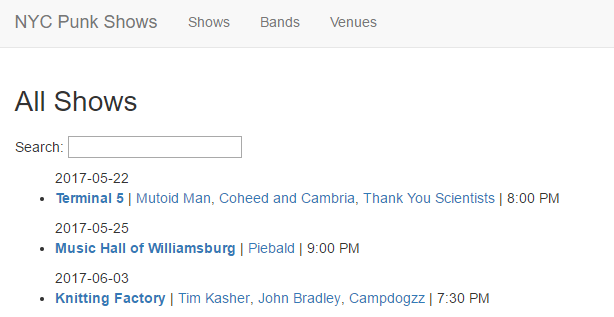 NYC Punk Shows Shows Bands Venues
All Shows
Search:
2017-05-22
Terminal 5 | Mutoid Man, Coheed and Cambria, Thank You Scientists | 8:00 PM
2017-05-25
Music Hall of Williamsburg | Piebald | 9:00 PM
2017-06-03
Knitting Factory | Tim Kasher, John Bradley, Campdogzz | 7:30 PM